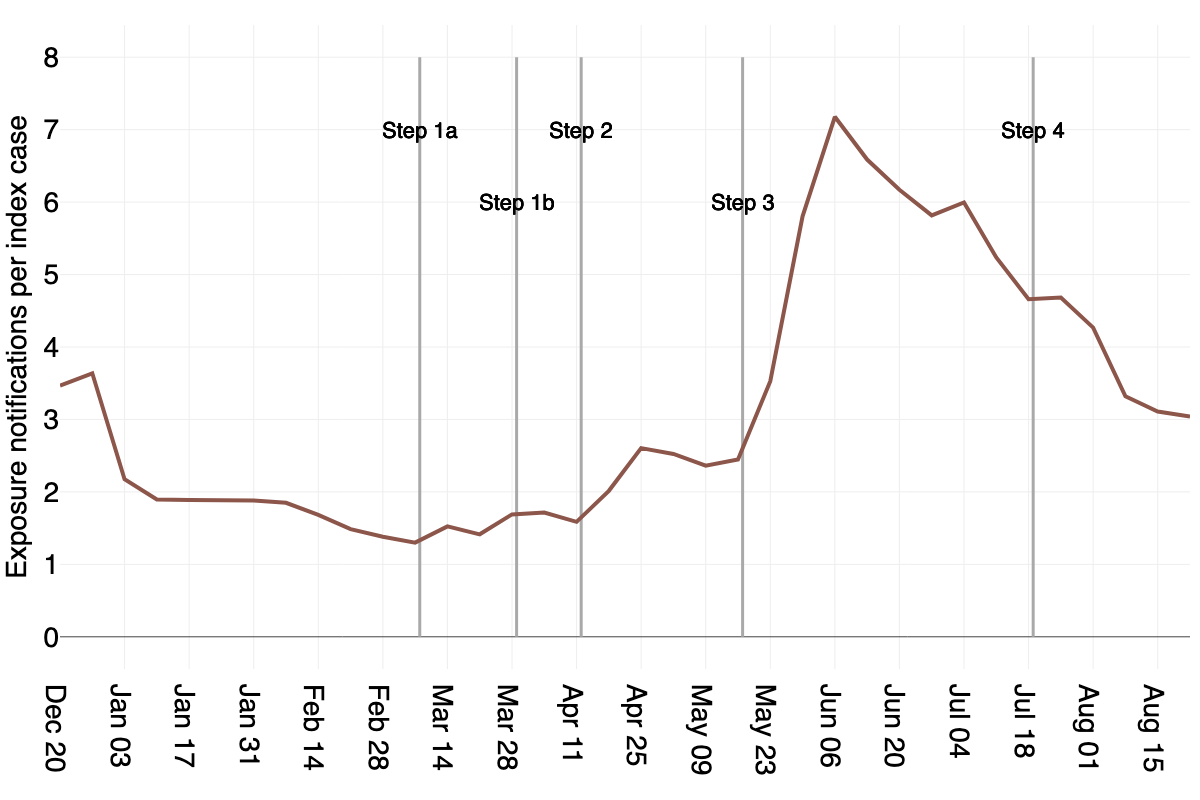 Exposure notifications per index case
8
7
6
5
4
3
2
1
0
Step 1a
Step 2
Step 4
Step 1b
Step 3
Dec 20
Jan 03
Jan 17
Jan 31
Feb 14
Feb 28
Mar 14
Mar 28
Apr 11
Apr 25
May 09
May 23
Jun 06
Jun 20
Jul 04
Jul 18
Aug 01
Aug 15